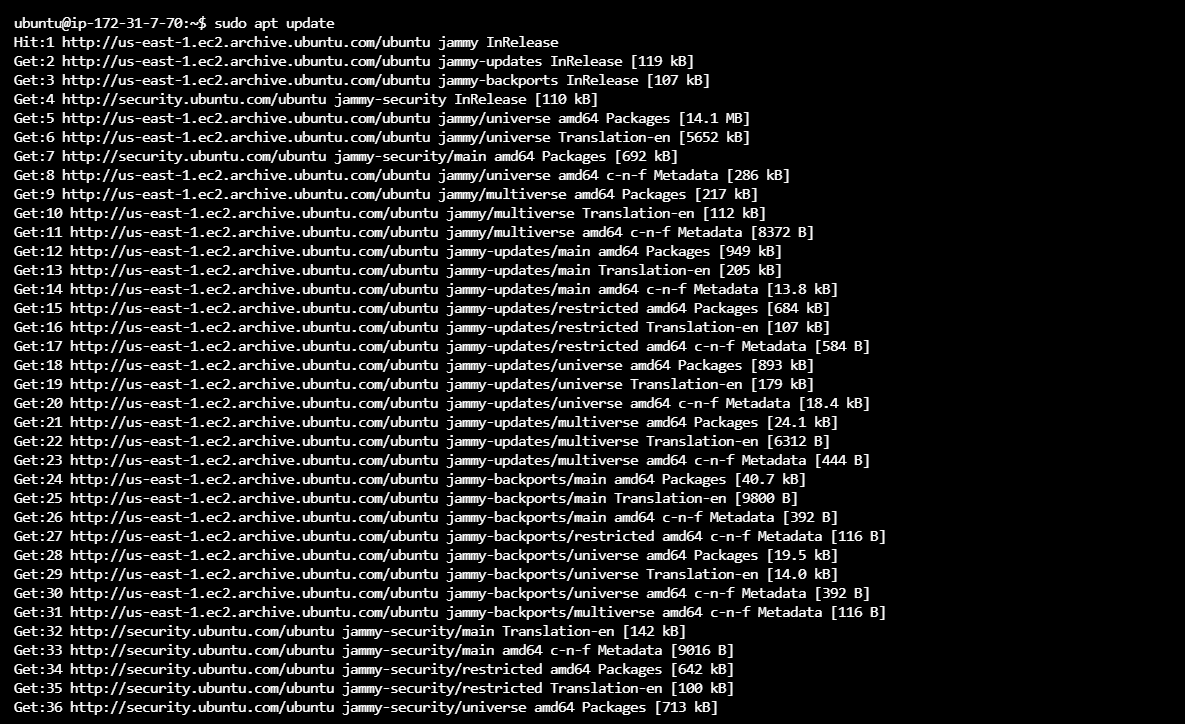 ubuntu@ip-172-31-7-70:~$ sudo apt update
Hit:1 http://us-east-1.ec2.archive.ubuntu.com/ubuntu jammy InRelease
Get:2 http://us-east-1.ec2.archive.ubuntu.com/ubuntu jammy-updates InRelease [119 kB]
Get:3 http://us-east-1.ec2.archive.ubuntu.com/ubuntu jammy-backports InRelease [107 kB]
Get:4 http://security.ubuntu.com/ubuntu jammy-security InRelease [110 kB]
Get:5 http://us-east-1.ec2.archive.ubuntu.com/ubuntu jammy/universe amd64 Packages [14.1 MB]
Get:6 http://us-east-1.ec2.archive.ubuntu.com/ubuntu jammy/universe Translation-en [5652 kB]
Get:7 http://security.ubuntu.com/ubuntu jammy-security/main amd64 Packages [692 kB]
Get:8 http://us-east-1.ec2.archive.ubuntu.com/ubuntu jammy/universe amd64 c-n-f Metadata [286 kB]
Get:9 http://us-east-1.ec2.archive.ubuntu.com/ubuntu jammy/multiverse amd64 Packages [217 kB]
Get:10 http://us-east-1.ec2.archive.ubuntu.com/ubuntu jammy/multiverse Translation-en [112 kB]
Get:11 http://us-east-1.ec2.archive.ubuntu.com/ubuntu jammy/multiverse amd64 c-n-f Metadata [8372 B]
Get:12 http://us-east-1.ec2.archive.ubuntu.com/ubuntu jammy-updates/main amd64 Packages [949 kB]
Get:13 http://us-east-1.ec2.archive.ubuntu.com/ubuntu jammy-updates/main Translation-en [205 kB]
Get:14 http://us-east-1.ec2.archive.ubuntu.com/ubuntu jammy-updates/main amd64 c-n-f Metadata [13.8 kB]
Get:15 http://us-east-1.ec2.archive.ubuntu.com/ubuntu jammy-updates/restricted amd64 Packages [684 kB]
Get:16 http://us-east-1.ec2.archive.ubuntu.com/ubuntu jammy-updates/restricted Translation-en [107 kB]
Get:17 http://us-east-1.ec2.archive.ubuntu.com/ubuntu jammy-updates/restricted amd64 c-n-f Metadata [584 B]
Get:18 http://us-east-1.ec2.archive.ubuntu.com/ubuntu jammy-updates/universe amd64 Packages [893 kB]
Get:19 http://us-east-1.ec2.archive.ubuntu.com/ubuntu jammy-updates/universe Translation-en [179 kB]
Get:20 http://us-east-1.ec2.archive.ubuntu.com/ubuntu jammy-updates/universe amd64 c-n-f Metadata [18.4 kB]
Get:21 http://us-east-1.ec2.archive.ubuntu.com/ubuntu jammy-updates/multiverse amd64 Packages [24.1 kB]
Get:22 http://us-east-1.ec2.archive.ubuntu.com/ubuntu jammy-updates/multiverse Translation-en [6312 B]
Get:23 http://us-east-1.ec2.archive.ubuntu.com/ubuntu jammy-updates/multiverse amd64 c-n-f Metadata [444 B]
Get:24 http://us-east-1.ec2.archive.ubuntu.com/ubuntu jammy-backports/main amd64 Packages [40.7 kB]
Get:25 http://us-east-1.ec2.archive.ubuntu.com/ubuntu jammy-backports/main Translation-en [9800 B]
Get:26 http://us-east-1.ec2.archive.ubuntu.com/ubuntu jammy-backports/main amd64 c-n-f Metadata [392 B]
Get:27 http://us-east-1.ec2.archive.ubuntu.com/ubuntu jammy-backports/restricted amd64 c-n-f Metadata [116 B]
Get:28 http://us-east-1.ec2.archive.ubuntu.com/ubuntu jammy-backports/universe amd64 Packages [19.5 kB]
Get:29 http://us-east-1.ec2.archive.ubuntu.com/ubuntu jammy-backports/universe Translation-en [14.0 kB]
Get:30 http://us-east-1.ec2.archive.ubuntu.com/ubuntu jammy-backports/universe amd64 c-n-f Metadata [392 B]
Get:31 http://us-east-1.ec2.archive.ubuntu.com/ubuntu jammy-backports/multiverse amd64 c-n-f Metadata [116 B]
Get:32 http://security.ubuntu.com/ubuntu jammy-security/main Translation-en [142 kB]
Get:33 http://security.ubuntu.com/ubuntu jammy-security/main amd64 c-n-f Metadata [9016 B]
Get:34 http://security.ubuntu.com/ubuntu jammy-security/restricted amd64 Packages [642 kB]
Get:35 http://security.ubuntu.com/ubuntu jammy-security/restricted Translation-en [100 kB]
Get:36 http://security.ubuntu.com/ubuntu jammy-security/universe amd64 Packages [713 kB]